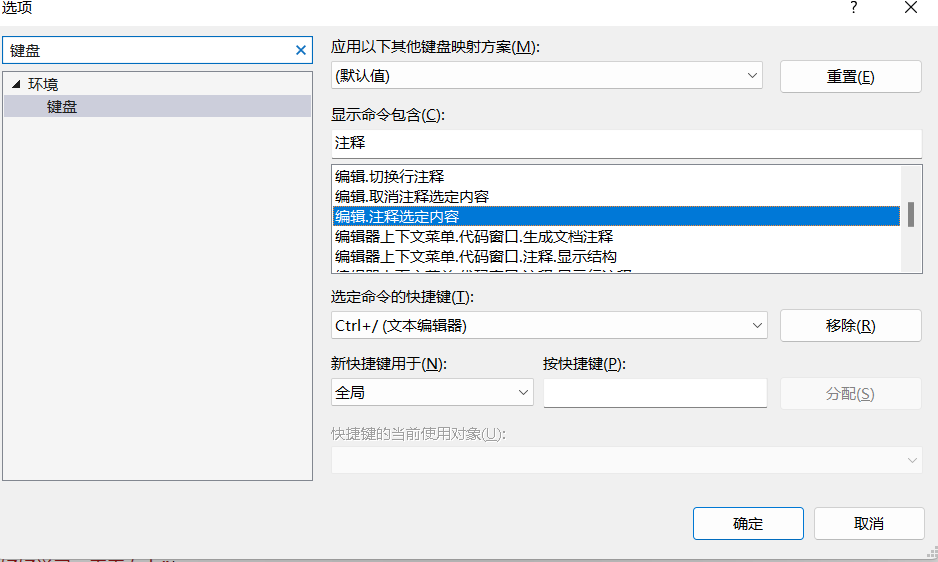 选项
键盘
环境
键盘
应用以下其他键盘映射方案(M):
(默认值)
重置(E)
显示命令包含(C):
注释
编辑.切换行注释
编辑.取消注释选定内容
编辑.注释选定内容
编辑器上下文菜单.代码窗口.生成文档注释
编辑器上下文菜单.代码窗口.注释.显示结构
选定命令的快捷键(T):
Ctrl+/ (文本编辑器)
移除(R)
新快捷键用于(N):
按快捷键(P):
全局
分配(S)
快捷键的当前使用对象(U):
确定
取消